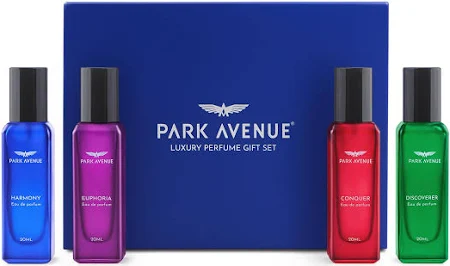 PARK AVENUE®
LUXURY PERFUME GIFT SET
PARK AVENUE
HARMONY
Eau de parfum
20ML
PARK AVENUE
EUPHORIA
Eau de parfum
20ML
PARK AVENUE
CONQUER
Eau de parfum
20ML
PARK AVENUE
DISCOVERER
Eau de parfum
20ML